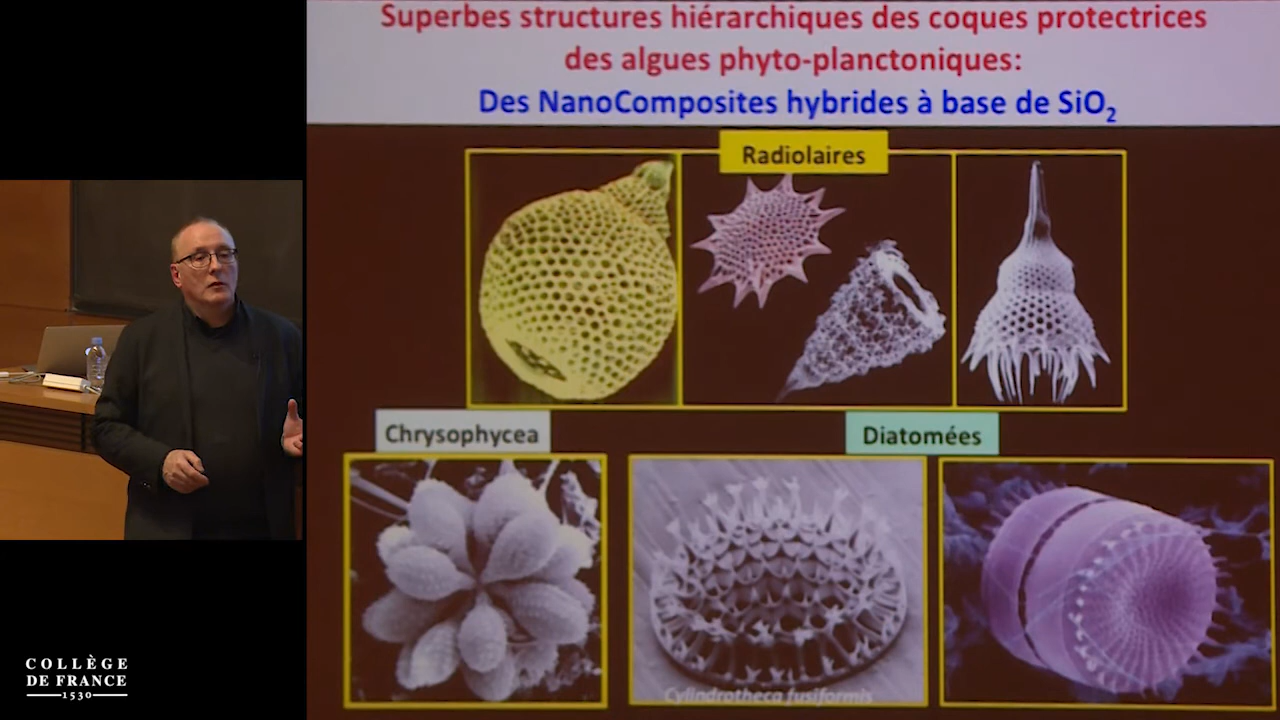 Superbes structures hiérarchiques des coques protectrices
des algues phyto-planctoniques:
Des NanoComposites hybrides à base de SiO₂
Radiolaires
Chrysophycea
Diatomées
Cylindrotheca fusiformis
COLLÈGE
DE FRANCE
1530